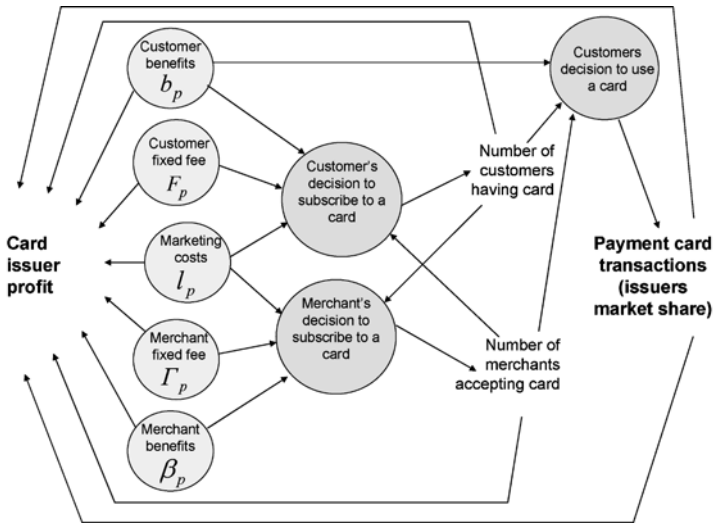 Customer
benefits
b_p
Customers
decision to use
a card
Customer
fixed fee
F_p
Customer's
decision to
subscribe to a
card
Number of
customers
having card
Card
issuer
profit
Marketing
costs
l_p
Payment card
transactions
(issuers
market share)
Merchant's
decision to
subscribe to a
card
Merchant
fixed fee
Γ_p
Number of
merchants
accepting card
Merchant
benefits
β_p